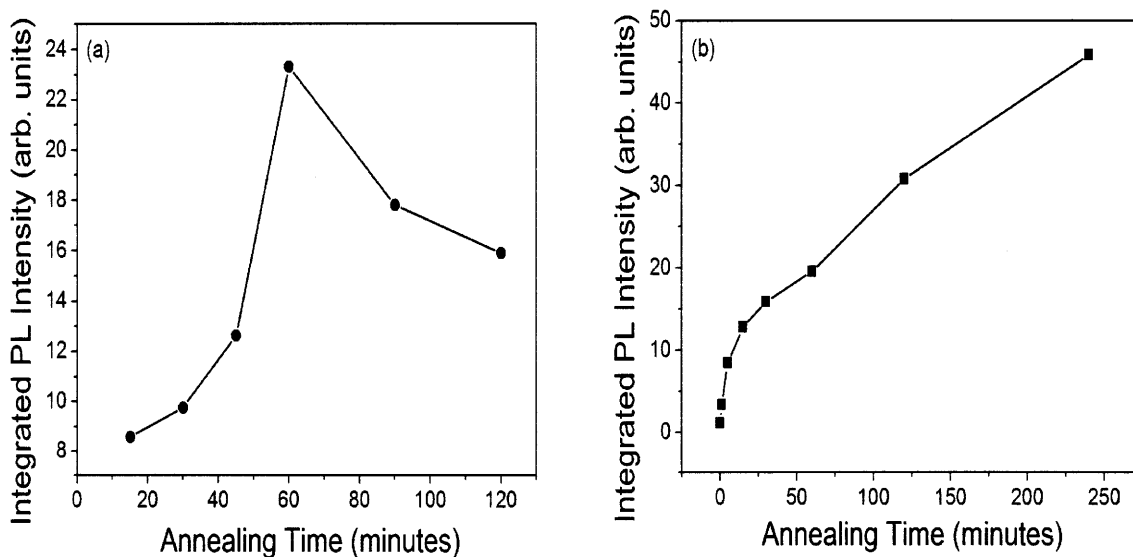 (a)
Integrated PL Intensity (arb. units)
24
22
20
18
16
14
12
10
8
0 20 40 60 80 100 120
Annealing Time (minutes)
(b)
Integrated PL Intensity (arb. units)
50
40
30
20
10
0
0 50 100 150 200 250
Annealing Time (minutes)